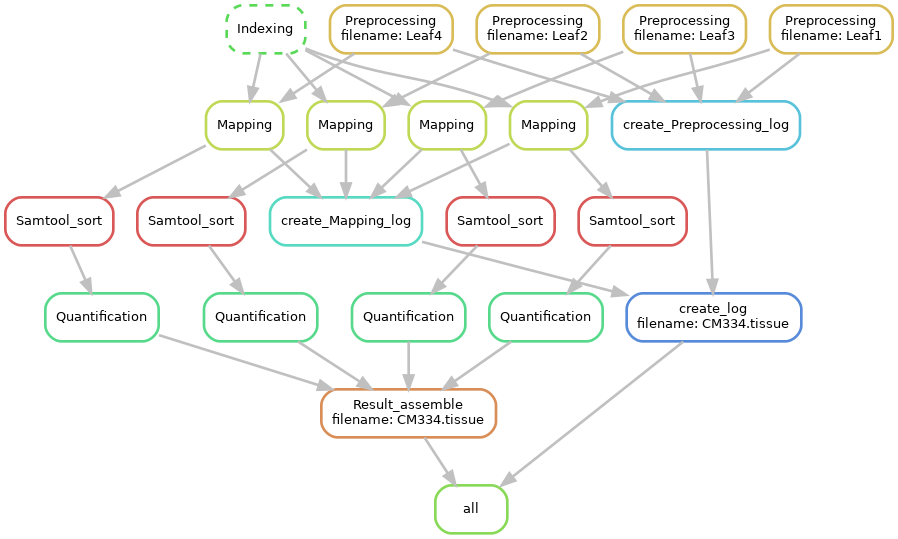 Indexing
Preprocessing
filename: Leaf4
Preprocessing
filename: Leaf2
Preprocessing
filename: Leaf3
Preprocessing
filename: Leaf1
Mapping
Mapping
Mapping
Mapping
create_Preprocessing_log
Samtool_sort
Samtool_sort
create_Mapping_log
Samtool_sort
Samtool_sort
Quantification
Quantification
Quantification
Quantification
create_log
filename: CM334.tissue
Result_assemble
filename: CM334.tissue
all